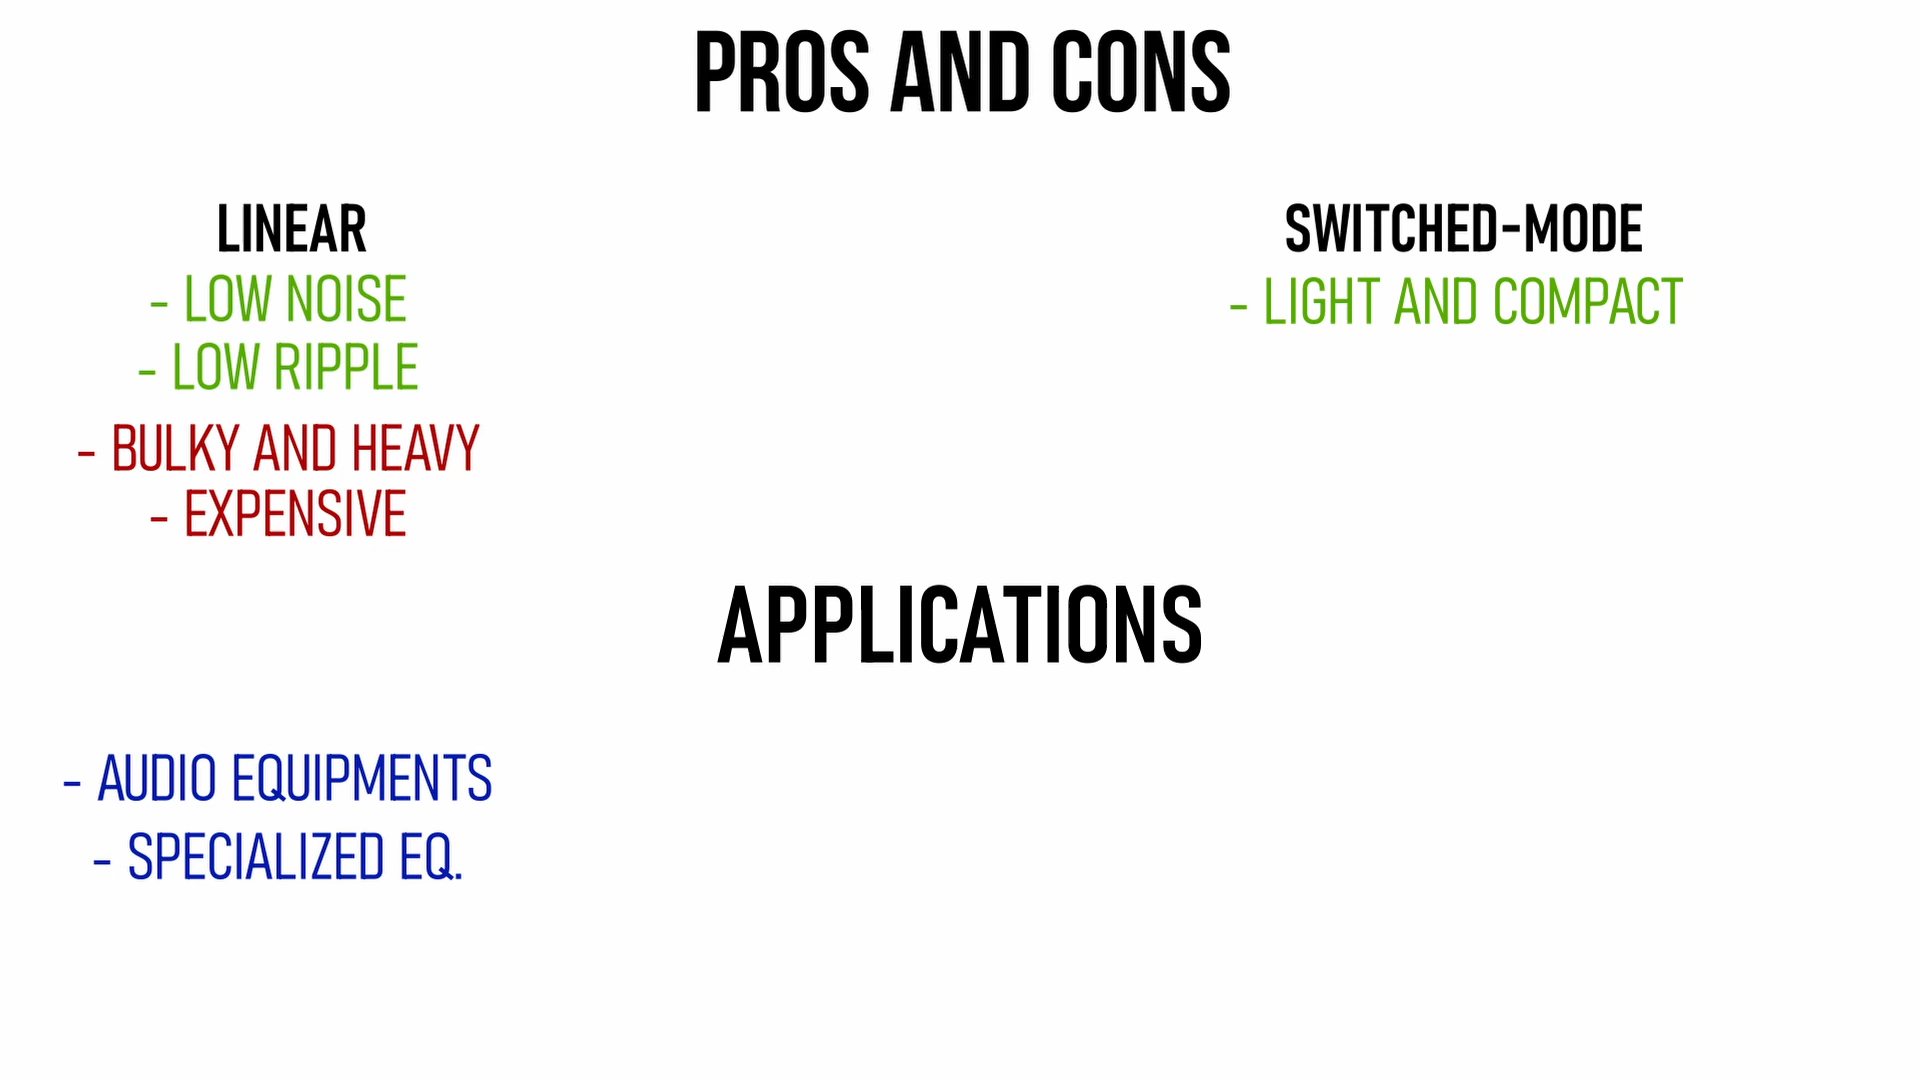 PROS AND CONS
LINEAR
- LOW NOISE
- LOW RIPPLE
- BULKY AND HEAVY
- EXPENSIVE
SWITCHED-MODE
- LIGHT AND COMPACT
APPLICATIONS
- AUDIO EQUIPMENTS
- SPECIALIZED EQ.